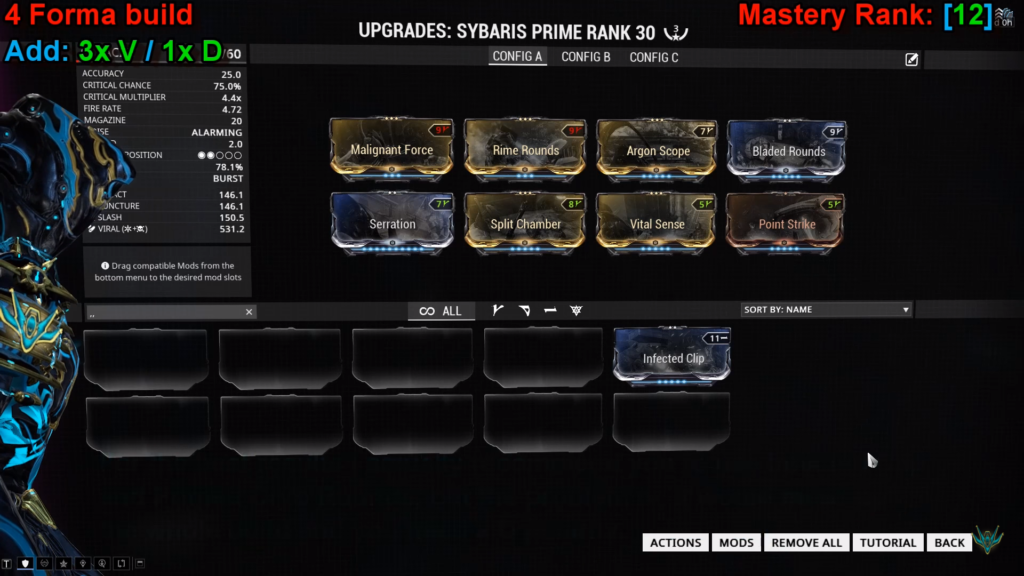 4 Forma build
Mastery Rank: [12]
Add: 3x V / 1x D
/60
UPGRADES: SYBARIS PRIME RANK 30
3
CONFIG A CONFIG B CONFIG C
ACCURACY 25.0
CRITICAL CHANCE 75.0%
CRITICAL MULTIPLIER 4.4x
FIRE RATE 4.72
MAGAZINE 20
ALARMING
2.0
POSITION
78.1%
BURST
146.1
146.1
SLASH 150.5
VIRAL 531.2
Drag compatible Mods from the
bottom menu to the desired mod slots
9 9 7 9
Malignant Force Rime Rounds Argon Scope Bladed Rounds
7 8 5 5
Serration Split Chamber Vital Sense Point Strike
.. × ∞ ALL SORT BY: NAME
11
Infected Clip
ACTIONS MODS REMOVE ALL TUTORIAL BACK